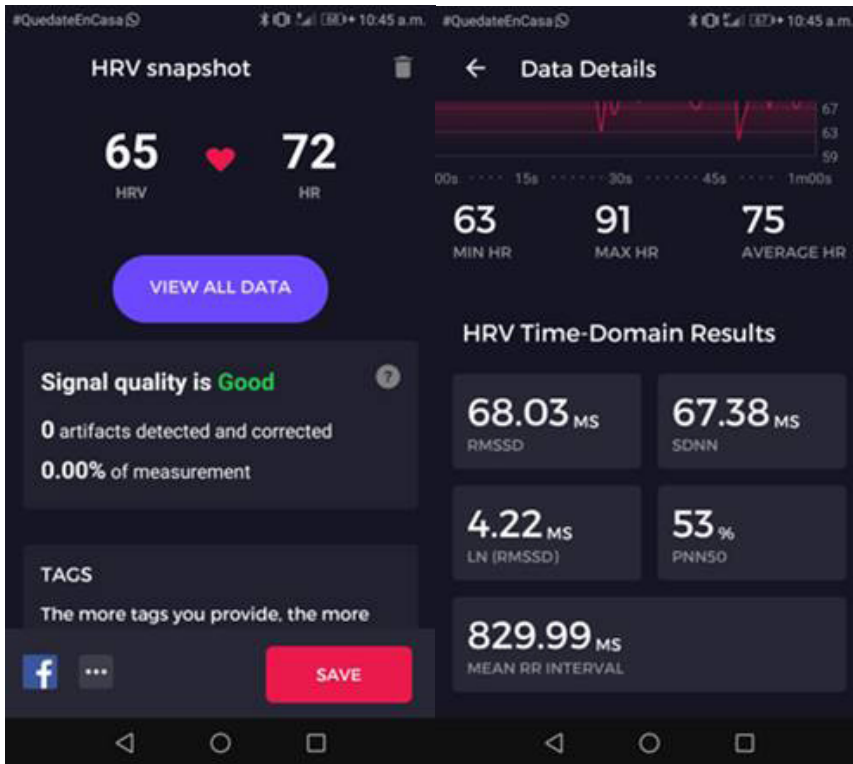 #QuedateEnCasa
10:45 a.m.
HRV snapshot
65
72
HRV
HR
VIEW ALL DATA
Signal quality is Good
?
0 artifacts detected and corrected
0.00% of measurement
TAGS
The more tags you provide, the more
f
SAVE
#QuedateEnCasa
10:45 a.m.
Data Details
67
63
59
00s 15s 30s 45s 1m00s
63 91 75
MIN HR MAX HR AVERAGE HR
HRV Time-Domain Results
68.03 MS
RMSSD
67.38 MS
SDNN
4.22 MS
LN (RMSSD)
53 %
PNN50
829.99 MS
MEAN RR INTERVAL